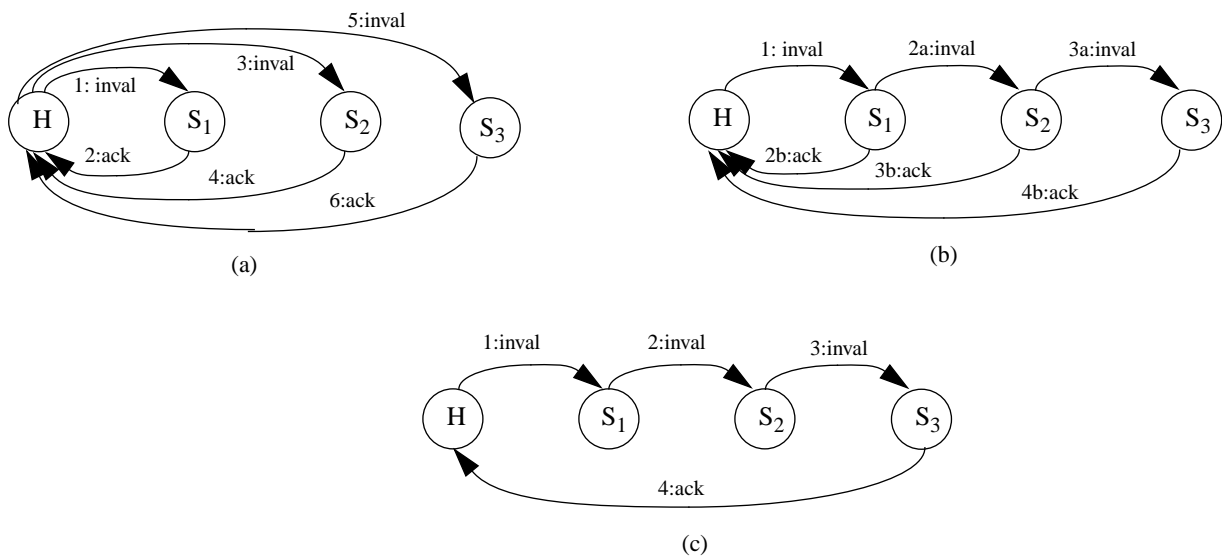 5:inval
3:inval
1: inval
H
S1
S2
S3
2:ack
4:ack
6:ack
(a)
1: inval
2a:inval
3a:inval
H
S1
S2
S3
2b:ack
3b:ack
4b:ack
(b)
1:inval
2:inval
3:inval
H
S1
S2
S3
4:ack
(c)